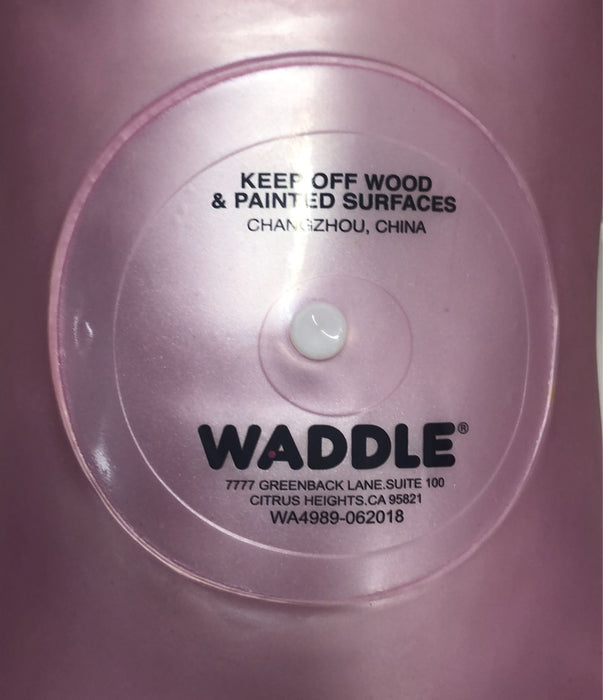 KEEP OFF WOOD
& PAINTED SURFACES
CHANGZHOU, CHINA
WADDLE®
7777 GREENBACK LANE.SUITE 100
CITRUS HEIGHTS.CA 95821
WA4989-062018